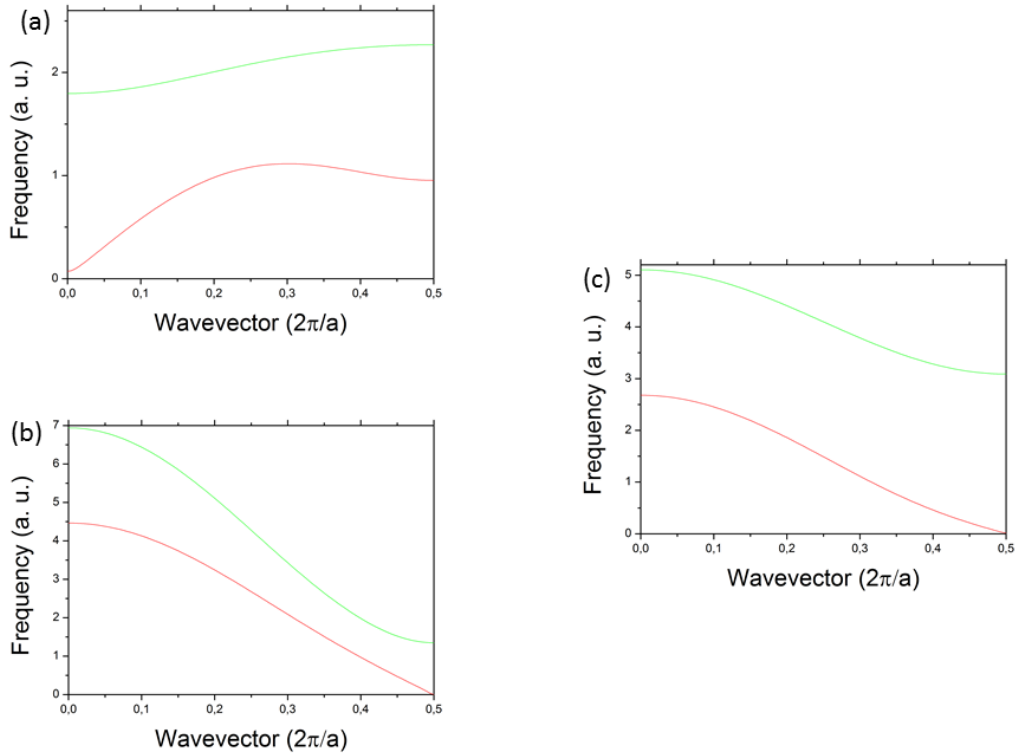 (a)
Frequency (a. u.)
2
1
0
0,0 0,1 0,2 0,3 0,4 0,5
Wavevector (2π/a)
(b)
Frequency (a. u.)
7
6
5
4
3
2
1
0
0,0 0,1 0,2 0,3 0,4 0,5
Wavevector (2π/a)
(c)
Frequency (a. u.)
5
4
3
2
1
0
0,0 0,1 0,2 0,3 0,4 0,5
Wavevector (2π/a)